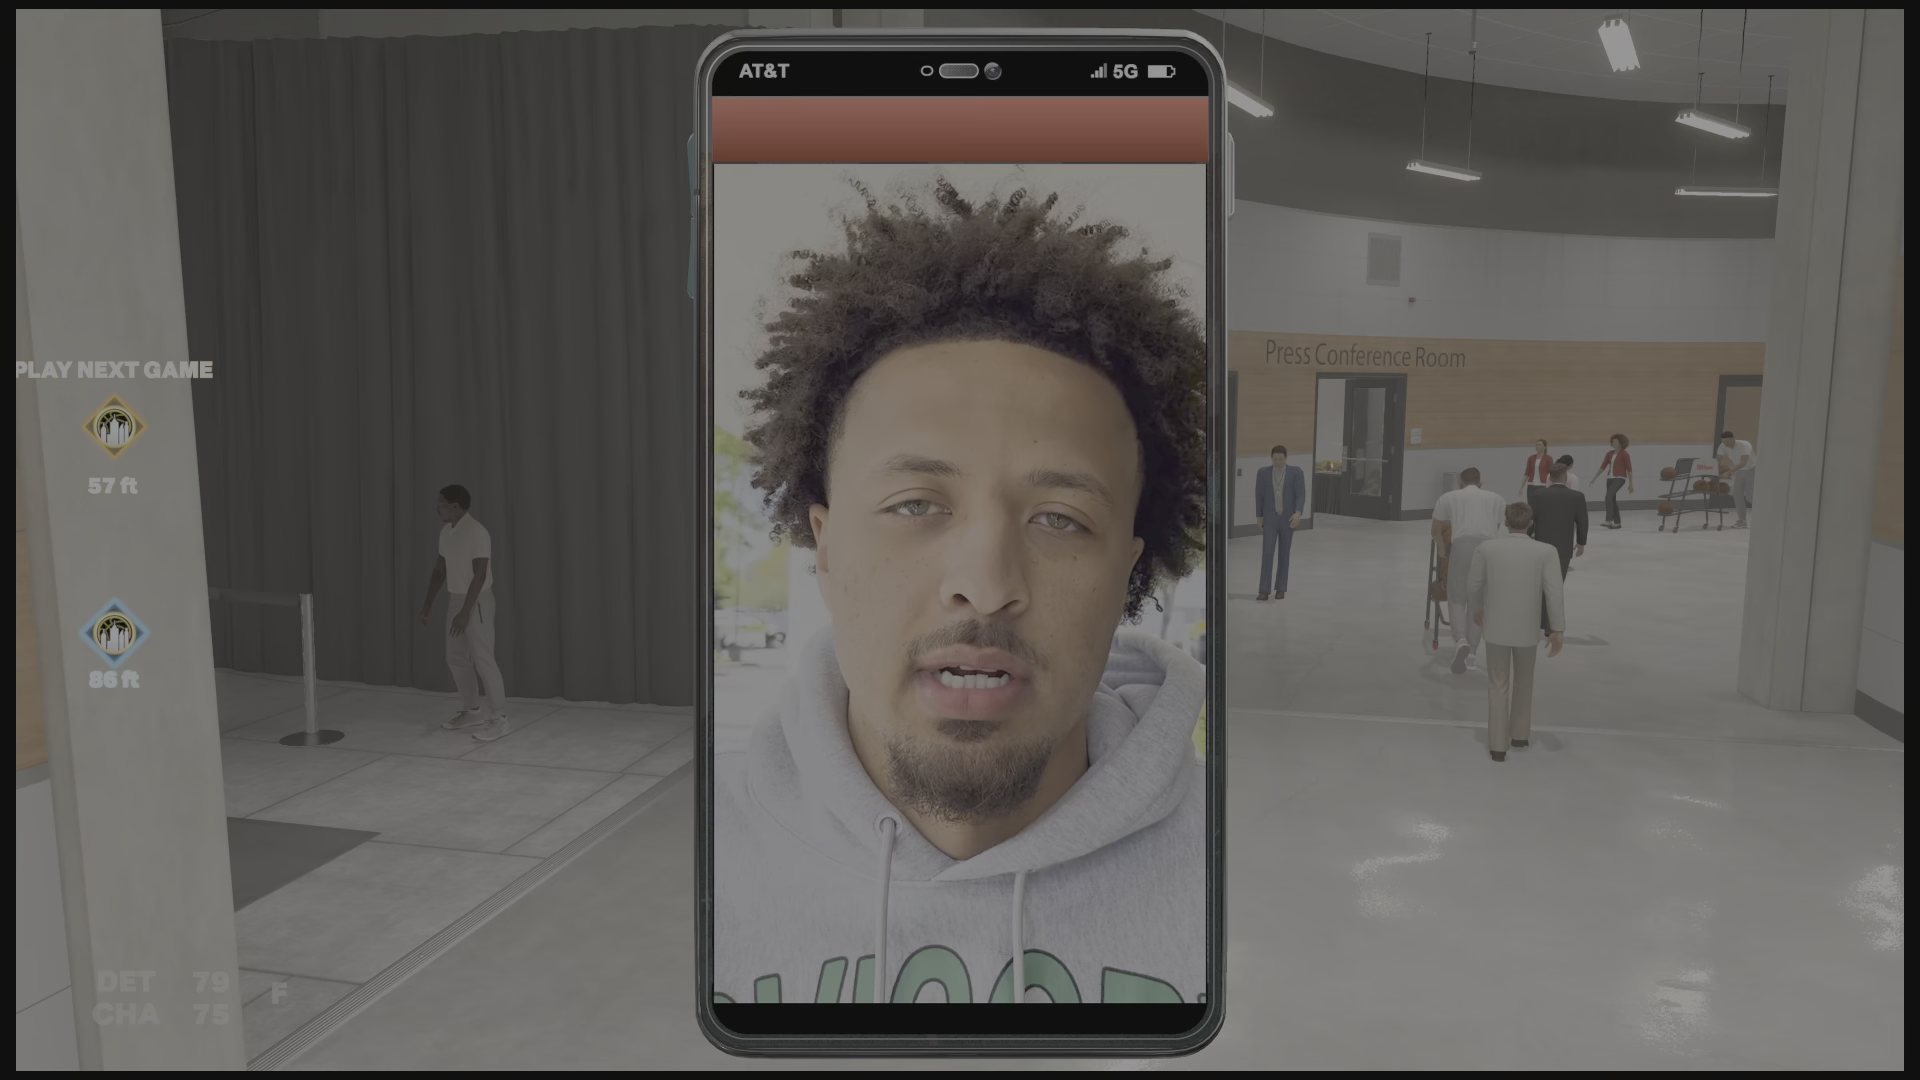 AT&T
5G
Press Conference Room
PLAY NEXT GAME
57 ft
86 ft
DET 79 F
CHA 75